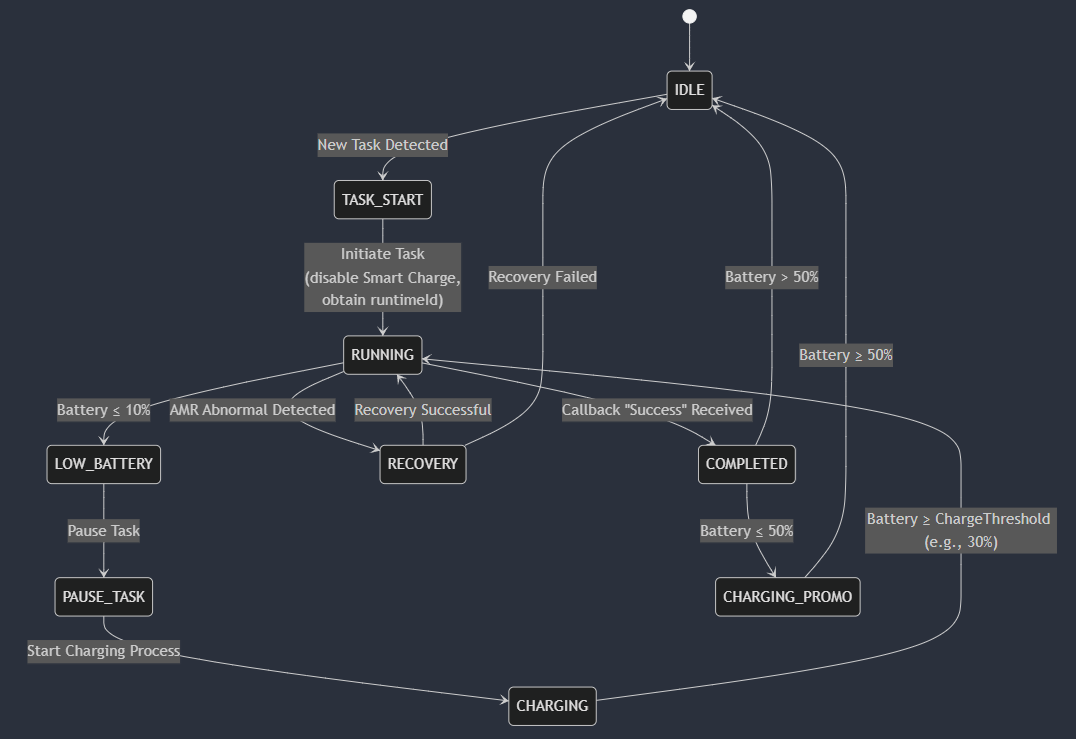 IDLE
New Task Detected
TASK_START
Initiate Task
(disable Smart Charge,
obtain runtimeId)
Recovery Failed
Battery > 50%
RUNNING
Battery ≥ 50%
Battery ≤ 10%
AMR Abnormal Detected
Recovery Successful
Callback "Success" Received
LOW_BATTERY
RECOVERY
COMPLETED
Pause Task
Battery ≤ 50%
Battery ≥ ChargeThreshold
(e.g., 30%)
PAUSE_TASK
CHARGING_PROMO
Start Charging Process
CHARGING